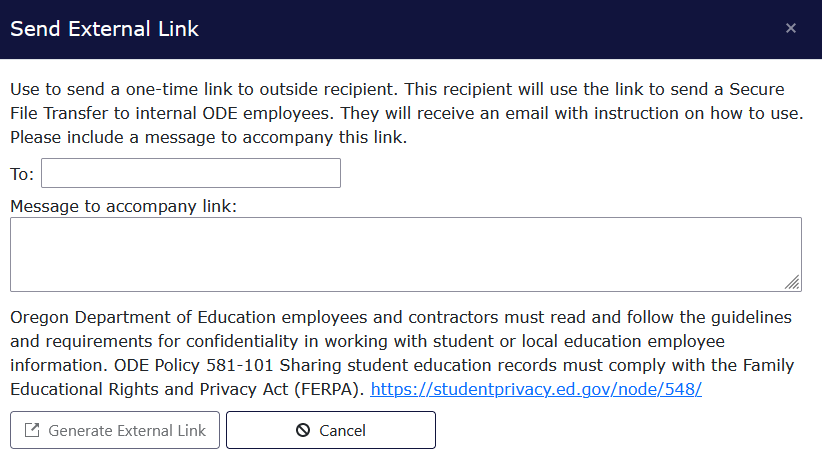 Send External Link
×
Use to send a one-time link to outside recipient. This recipient will use the link to send a Secure
File Transfer to internal ODE employees. They will receive an email with instruction on how to use.
Please include a message to accompany this link.
To:
Message to accompany link:
Oregon Department of Education employees and contractors must read and follow the guidelines
and requirements for confidentiality in working with student or local education employee
information. ODE Policy 581-101 Sharing student education records must comply with the Family
Educational Rights and Privacy Act (FERPA). https://studentprivacy.ed.gov/node/548/
Generate External Link
Cancel